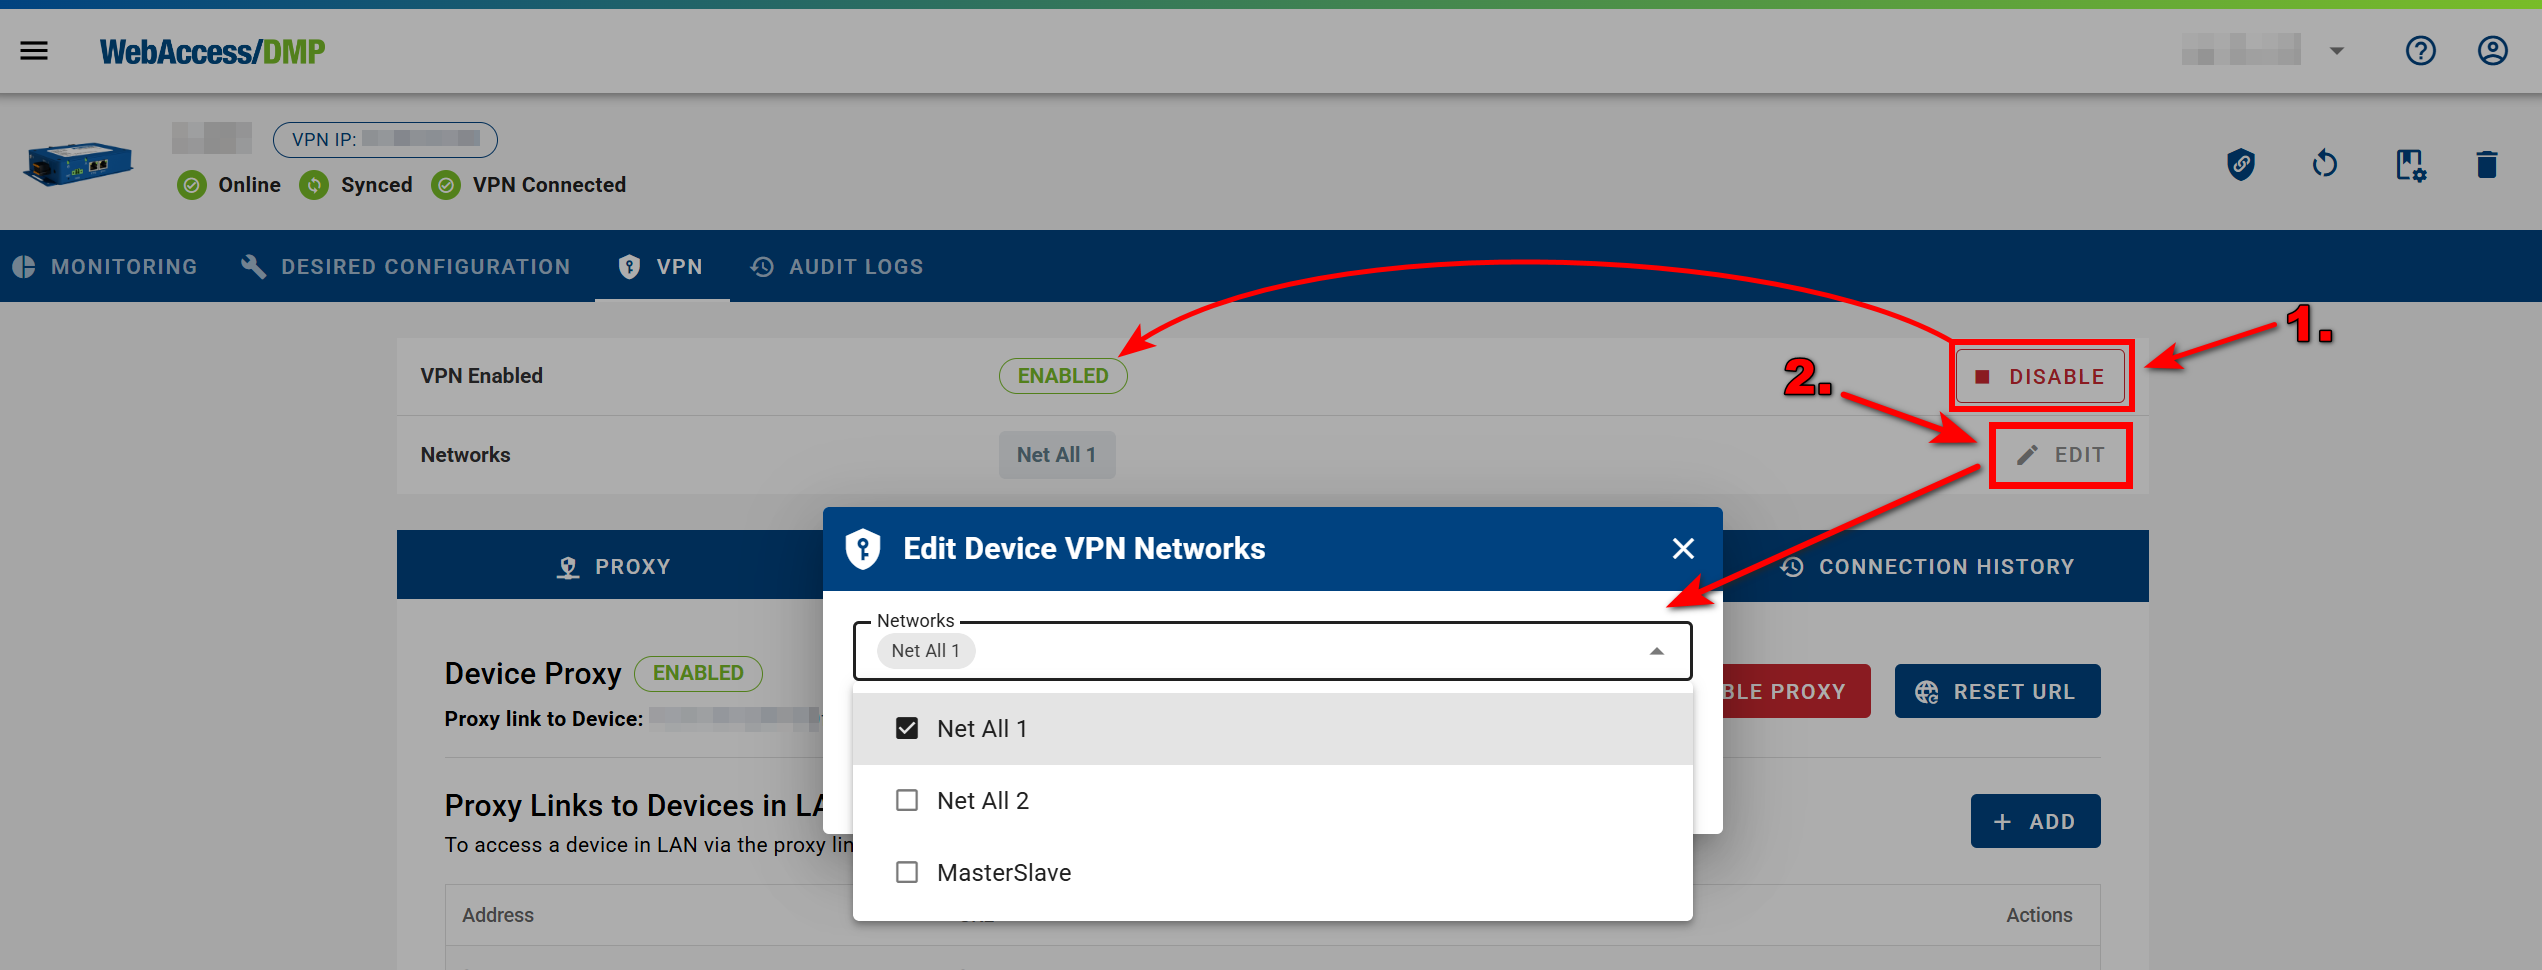 WebAccess/DMP
VPN IP:
Online Synced VPN Connected
MONITORING DESIRED CONFIGURATION VPN AUDIT LOGS
1.
VPN Enabled ENABLED DISABLE
2.
Networks Net All 1 EDIT
Edit Device VPN Networks
PROXY CONNECTION HISTORY
Networks
Net All 1
Device Proxy ENABLED
BLE PROXY RESET URL
Proxy link to Device:
Net All 1
Net All 2
Proxy Links to Devices in LA
ADD
To access a device in LAN via the proxy lin
MasterSlave
Address Actions